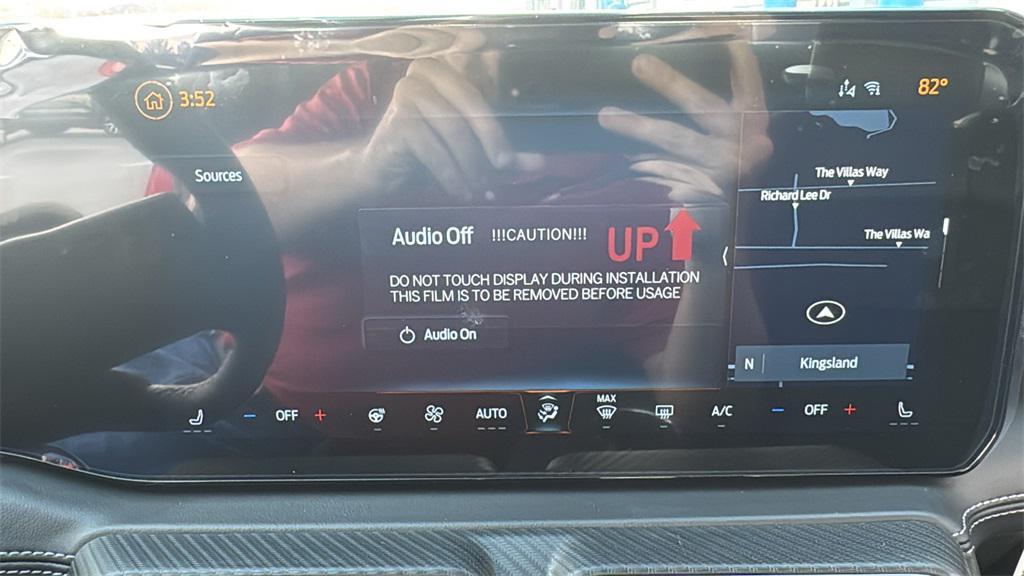 3:52
82°
Sources
The Villas Way
Richard Lee Dr
The Villas Wa
Audio Off
!!!CAUTION!!!
UP
DO NOT TOUCH DISPLAY DURING INSTALLATION
THIS FILM IS TO BE REMOVED BEFORE USAGE
Audio On
N
Kingsland
OFF
AUTO
MAX
A/C
OFF